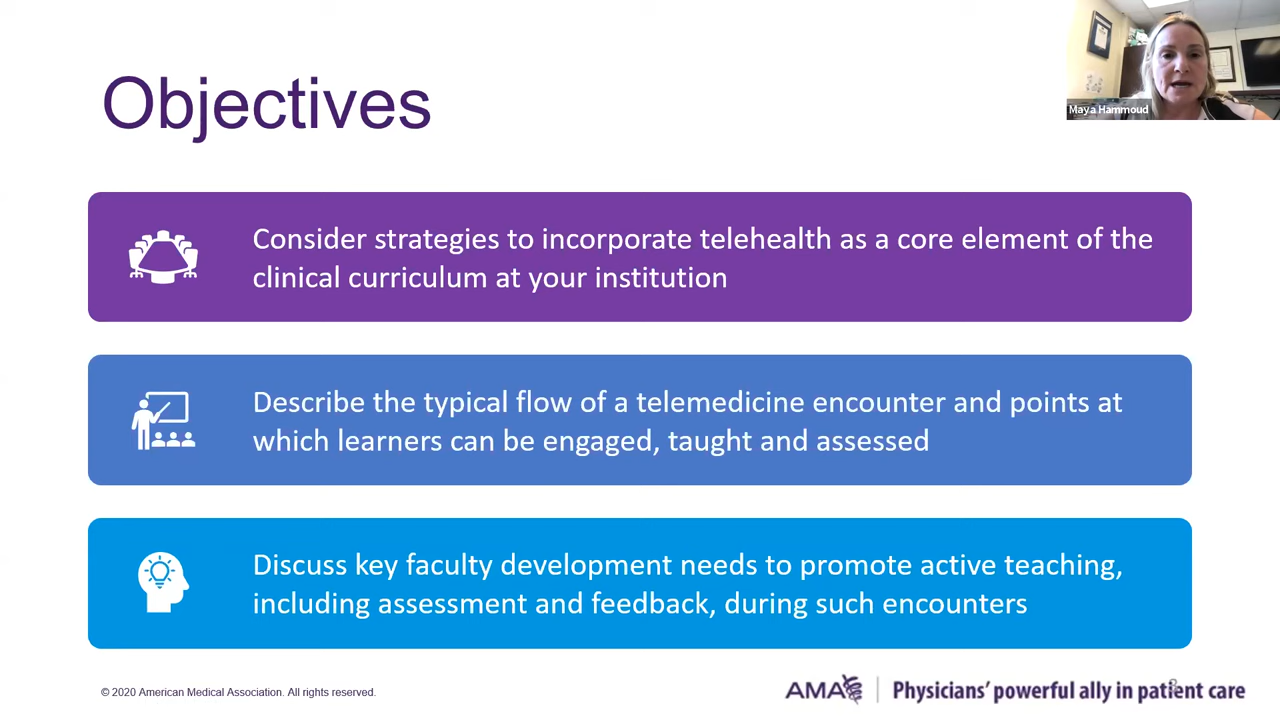 Objectives
Maya Hammoud
Consider strategies to incorporate telehealth as a core element of the
clinical curriculum at your institution
Describe the typical flow of a telemedicine encounter and points at
which learners can be engaged, taught and assessed
Discuss key faculty development needs to promote active teaching,
including assessment and feedback, during such encounters
© 2020 American Medical Association. All rights reserved.
AMA
Physicians' powerful ally in patient care
3